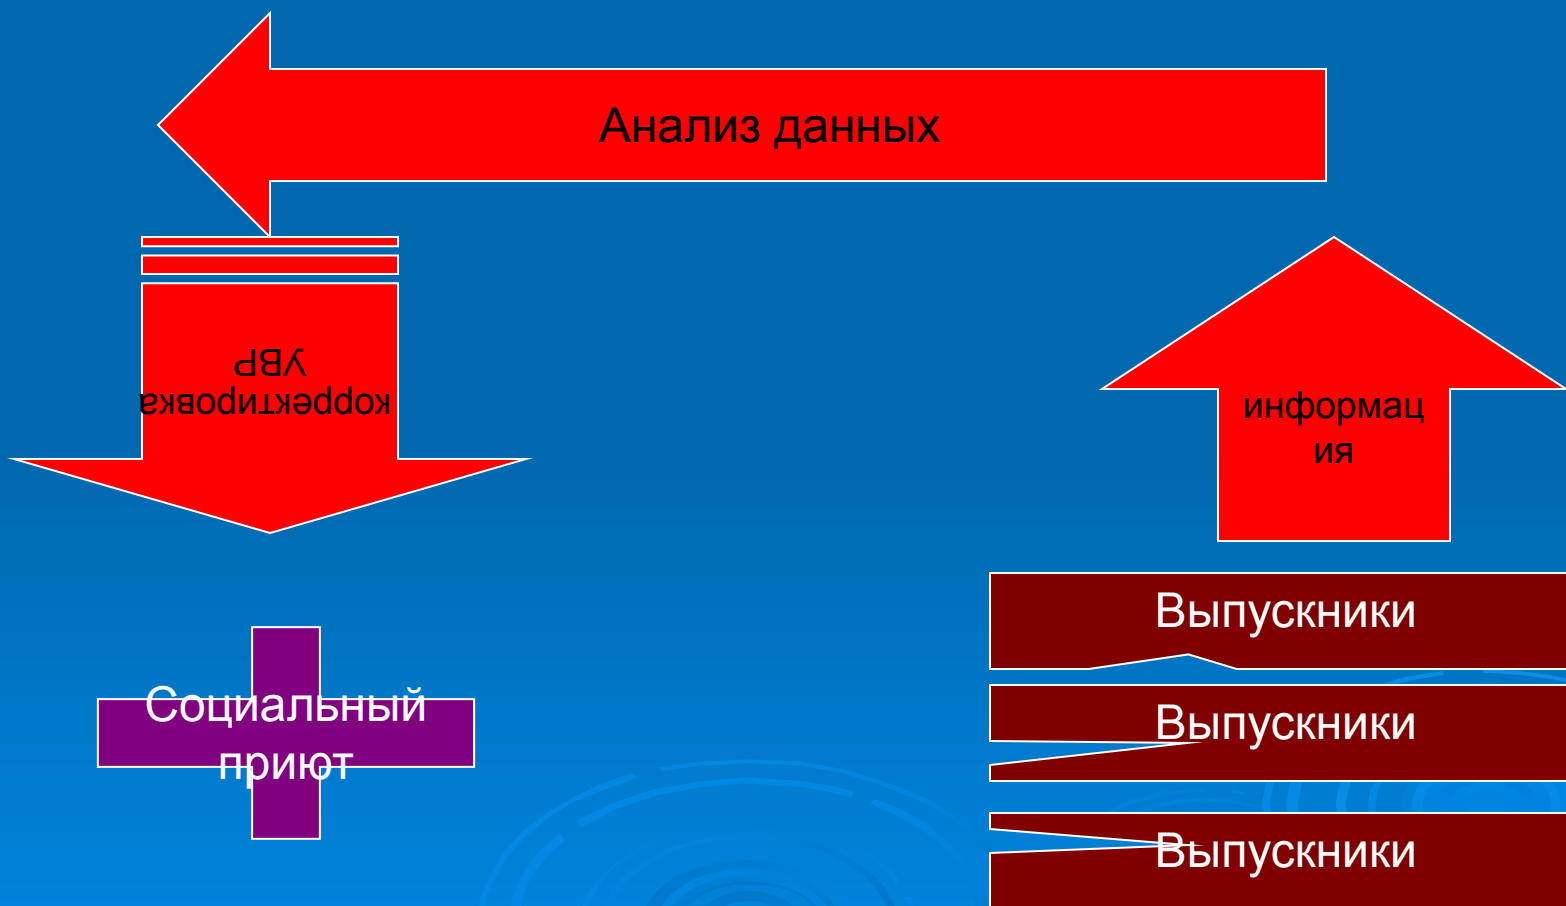 Анализ данных
корректировка
УВР
информац
ия
Выпускники
Социальный
приют
Выпускники
Выпускники